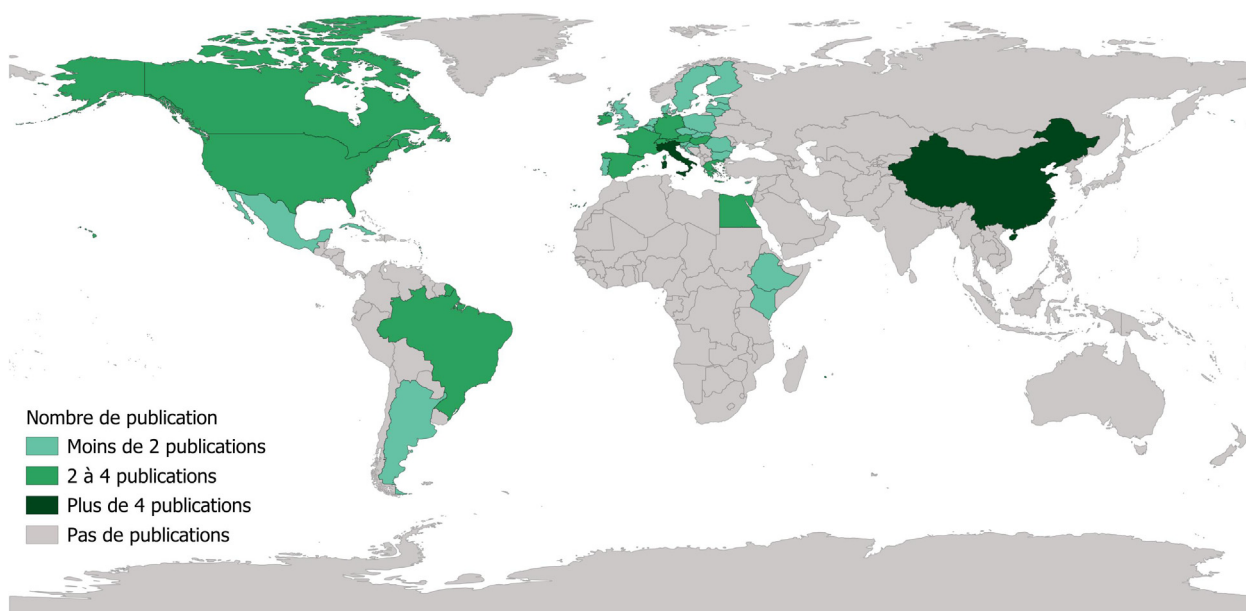 Nombre de publication
Moins de 2 publications
2 à 4 publications
Plus de 4 publications
Pas de publications